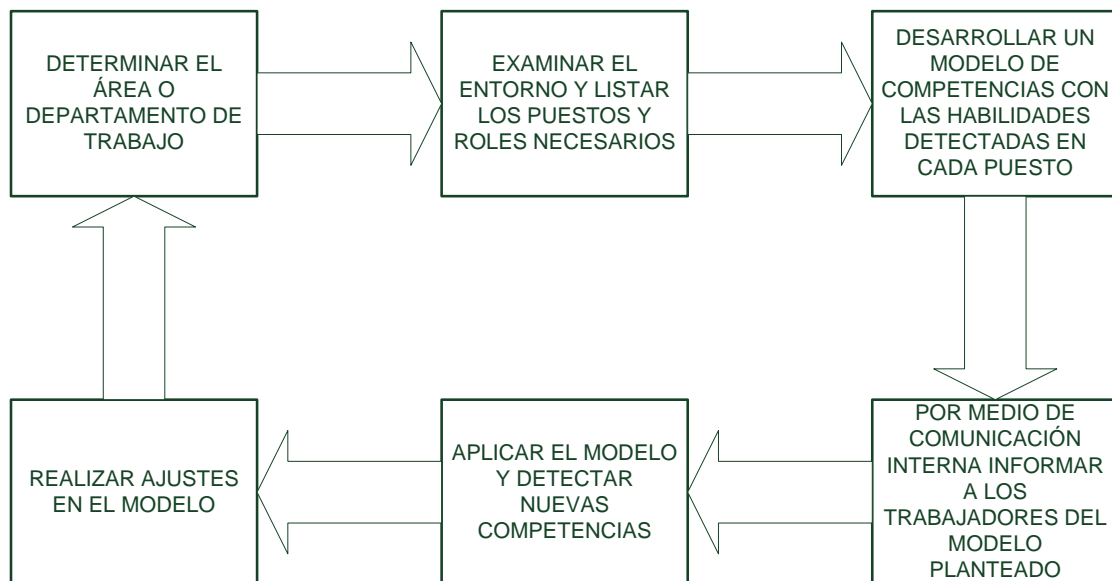 DETERMINAR EL
ÁREA O
DEPARTAMENTO DE
TRABAJO
EXAMINAR EL
ENTORNO Y LISTAR
LOS PUESTOS Y
ROLES NECESARIOS
DESARROLLAR UN
MODELO DE
COMPETENCIAS CON
LAS HABILIDADES
DETECTADAS EN
CADA PUESTO
POR MEDIO DE
COMUNICACIÓN
INTERNA INFORMAR
A LOS
TRABAJADORES DEL
MODELO
PLANTEADO
APLICAR EL MODELO
Y DETECTAR
NUEVAS
COMPETENCIAS
REALIZAR AJUSTES
EN EL MODELO